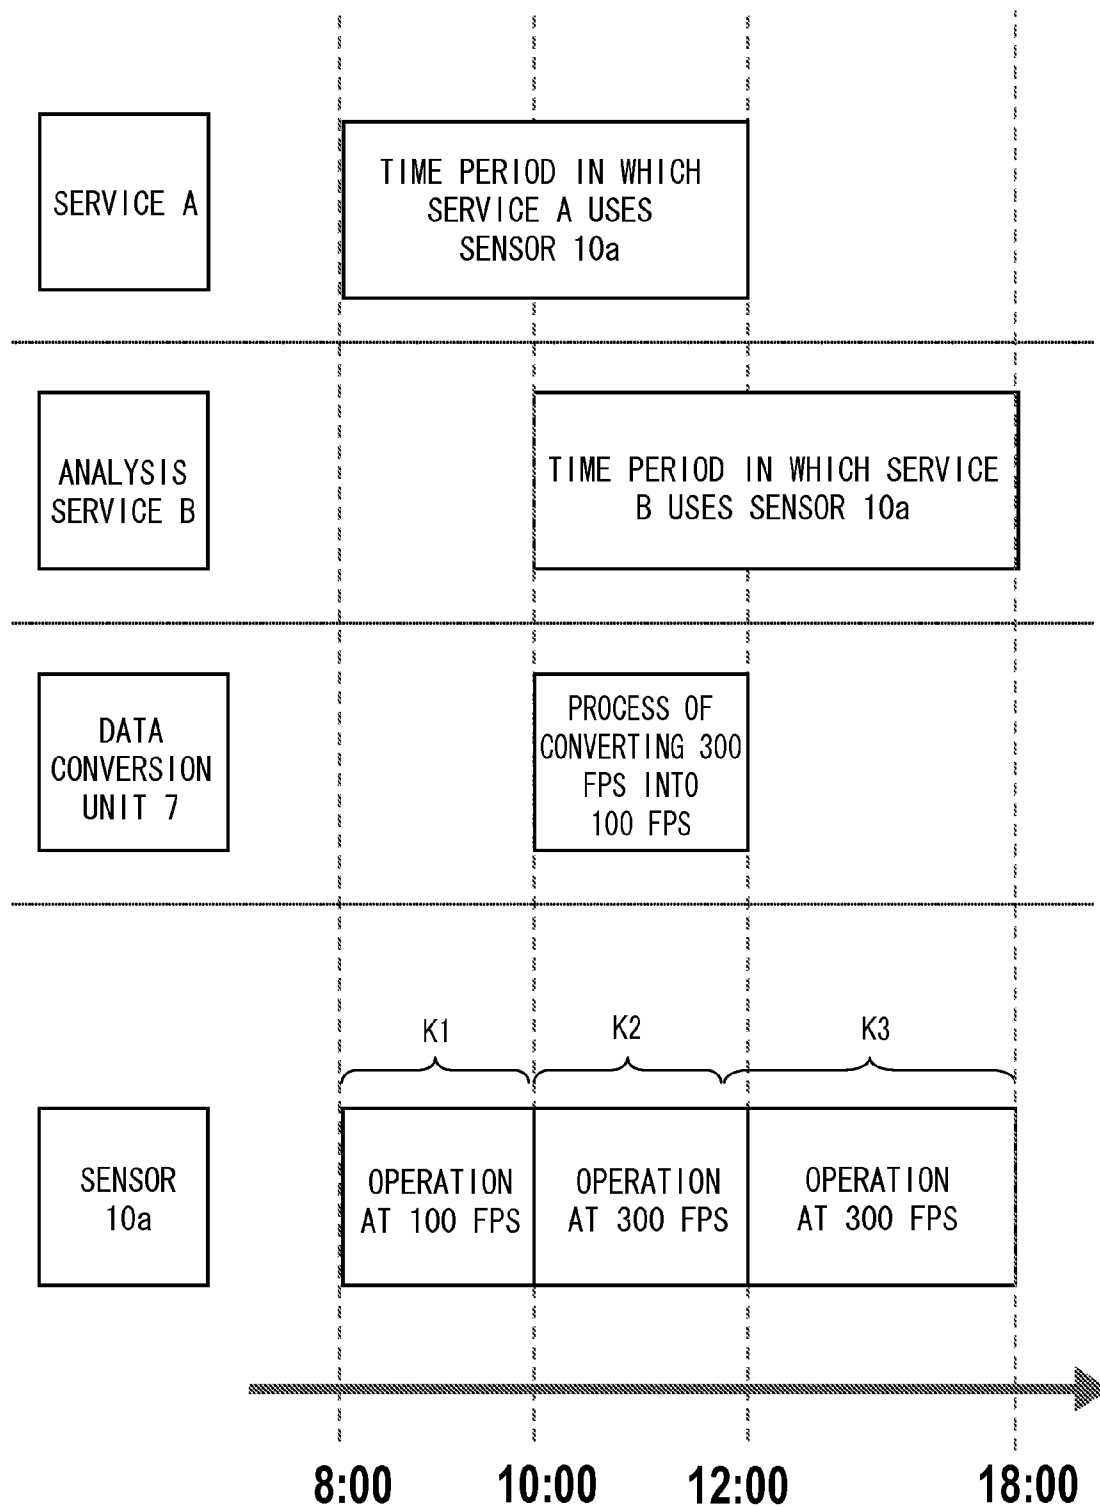 SERVICE A
TIME PERIOD IN WHICH
SERVICE A USES
SENSOR 10a
ANALYSIS
SERVICE B
TIME PERIOD IN WHICH SERVICE
B USES SENSOR 10a
DATA
CONVERSION
UNIT 7
PROCESS OF
CONVERTING 300
FPS INTO
100 FPS
K1
K2
K3
SENSOR
10a
OPERATION
AT 100 FPS
OPERATION
AT 300 FPS
OPERATION
AT 300 FPS
8:00
10:00
12:00
18:00